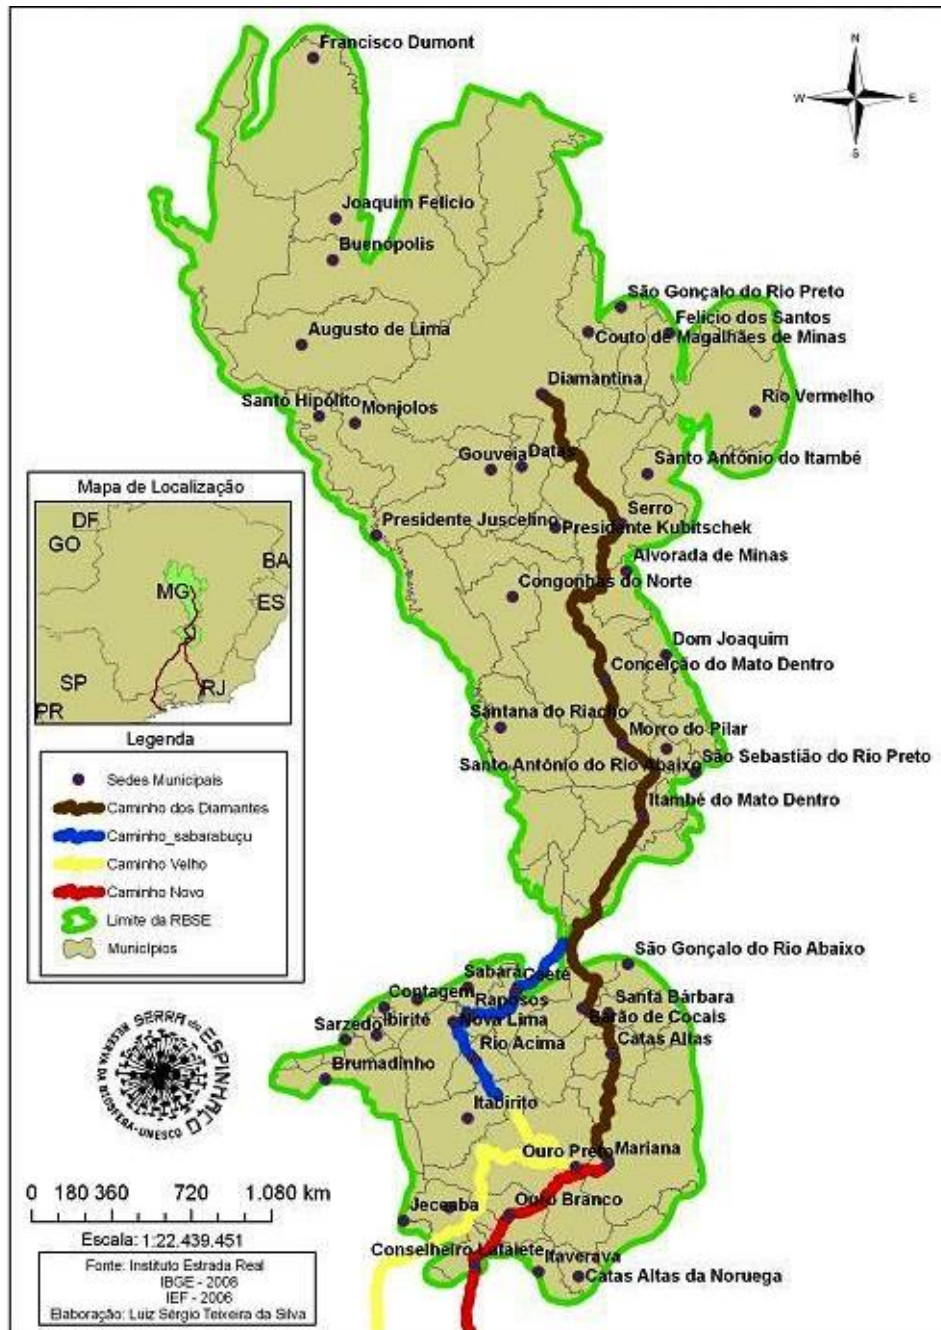 Francisco Dumont
N
W
E
S
Joaquim Felício
Buenópolis
São Gonçalo do Rio Preto
Felício dos Santos
Augusto de Lima
Couto de Magalhães de Minas
Diamantina
Rio Vermelho
Santo Hipólito
Monjolos
Gouveia
Datas
Santo Antônio do Itambé
Presidente Juscelino
Serro
Presidente Kubitschek
Alvorada de Minas
Congonhas do Norte
Dom Joaquim
Conceição do Mato Dentro
Santana do Riacho
Morro do Pilar
Santo Antônio do Rio Abaixo
São Sebastião do Rio Preto
Itambé do Mato Dentro
Mapa de Localização
DF
GO
BA
MG
ES
SP
RJ
PR
Legenda
Sedes Municipais
Caminho dos Diamantes
Caminho_sabarabuçu
Caminho Velho
Caminho Novo
Limite da RBSE
Municípios
São Gonçalo do Rio Abaixo
Sabará
Caeté
Contagem
Raposos
Santa Bárbara
Ibirité
Nova Lima
Barão de Cocais
Sarzedo
Rio Acima
Catas Altas
Brumadinho
Itabirito
Ouro Preto
Mariana
Jeceaba
Ouro Branco
Conselheiro Lafaiete
Itaverava
Catas Altas da Noruega
SERRA do ESPINHAÇO
RESERVA DA BIOSFERA-UNESCO
0 180 360 720 1.080 km
Escala: 1:22.439.451
Fonte: Instituto Estrada Real
IBGE - 2006
IEF - 2006
Elaboração: Luiz Sérgio Teixeira da Silva